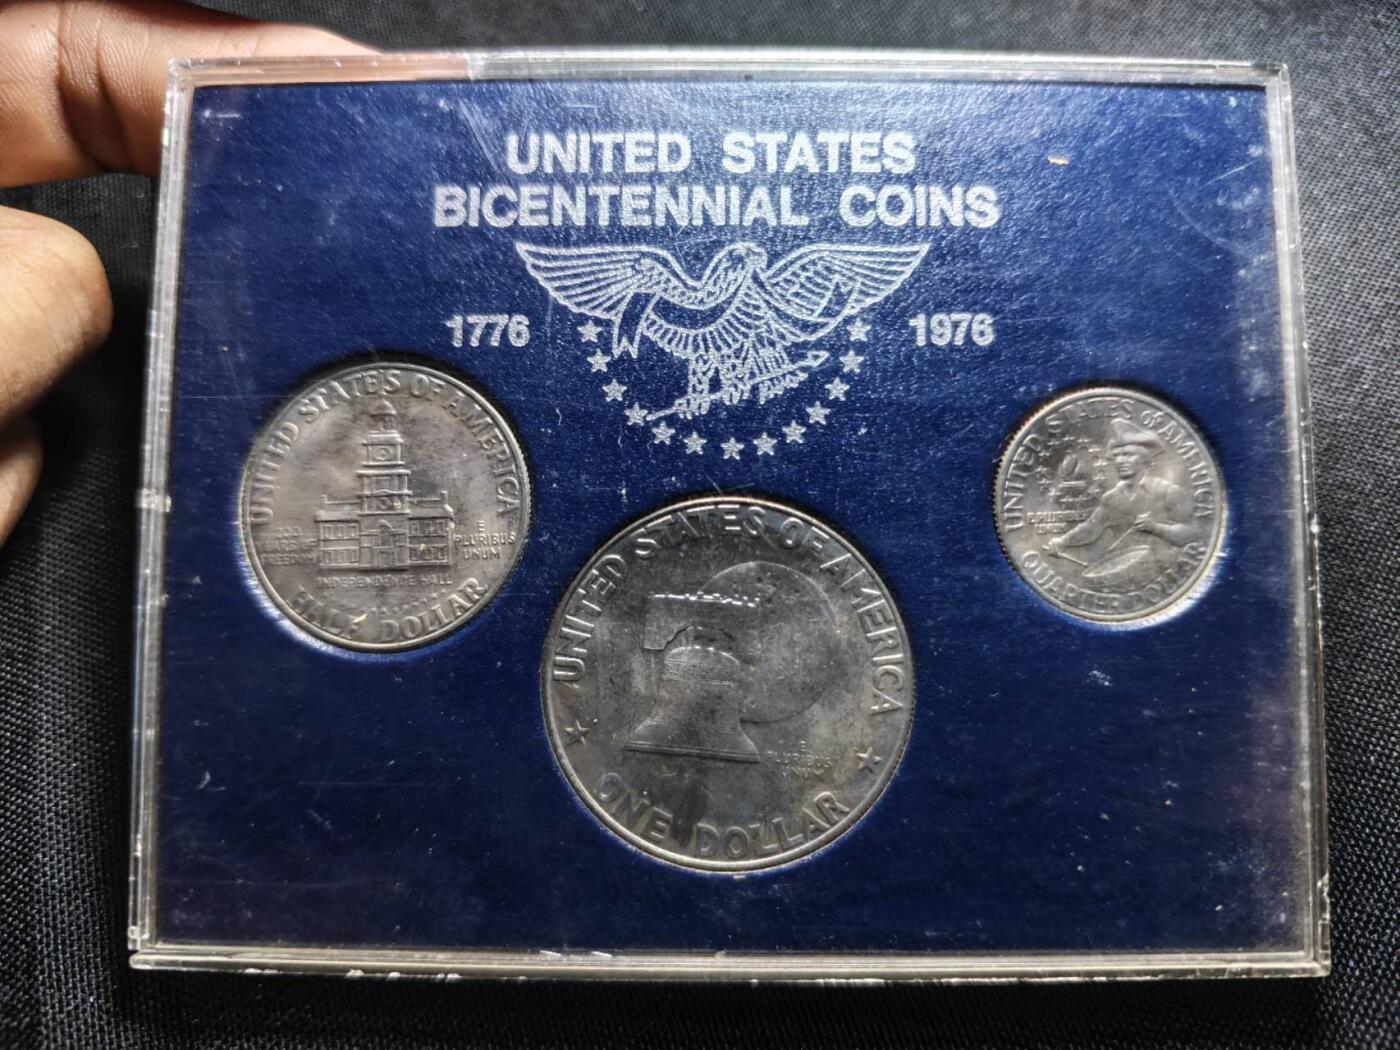 UNITED STATES
BICENTENNIAL COINS
1776 1976
UNITED STATES OF AMERICA
200
YEARS OF
FREEDOM
E
PLURIBUS
UNUM
INDEPENDENCE HALL
HALF DOLLAR
UNITED STATES OF AMERICA
E
PLURIBUS
UNUM
ONE DOLLAR
UNITED STATES OF AMERICA
E
PLURIBUS
UNUM
QUARTER DOLLAR